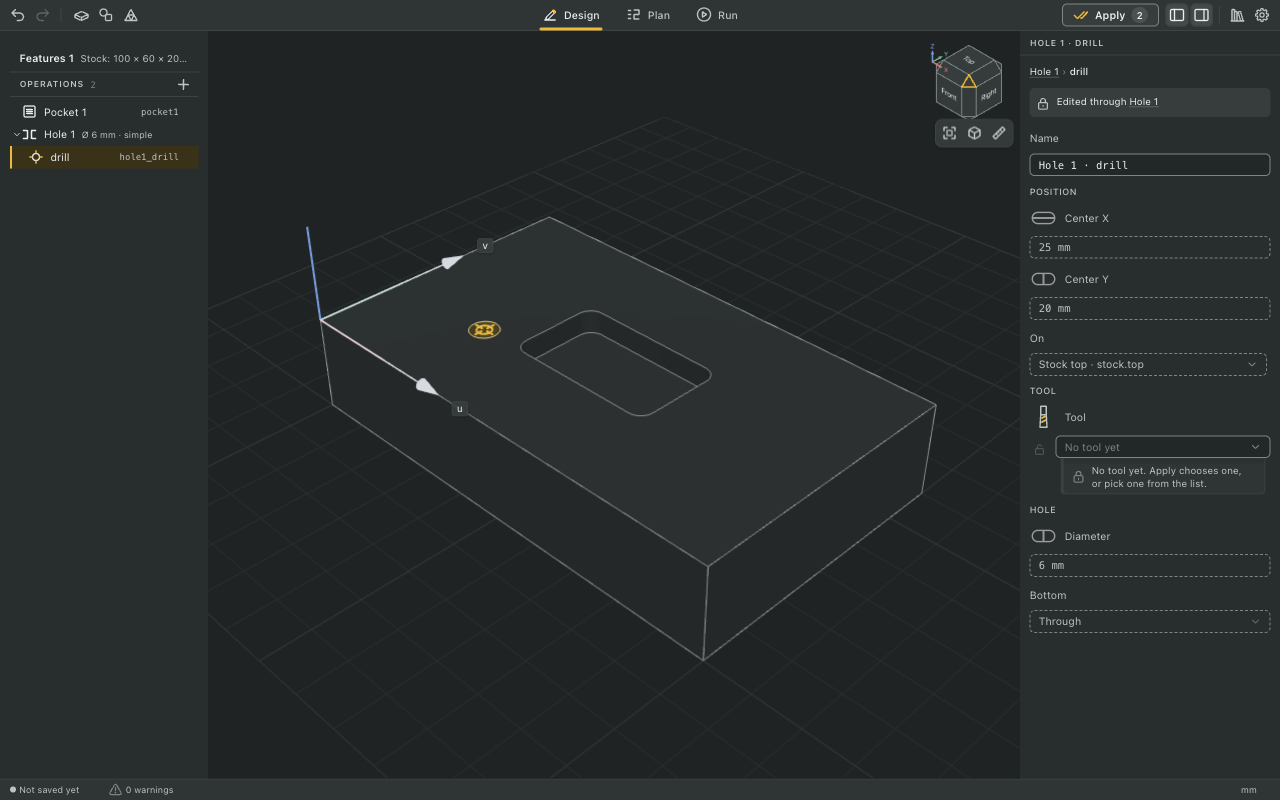 Design
Plan
Run
Apply 2
Features 1 Stock: 100 × 60 × 20...
OPERATIONS 2
Pocket 1 pocket1
Hole 1 Ø 6 mm · simple
drill hole1_drill
Z
Y
X
Top
Front
Right
v
u
HOLE 1 · DRILL
Hole 1 › drill
Edited through Hole 1
Name
Hole 1 · drill
POSITION
Center X
25 mm
Center Y
20 mm
On
Stock top · stock.top
TOOL
Tool
No tool yet
No tool yet. Apply chooses one,
or pick one from the list.
HOLE
Diameter
6 mm
Bottom
Through
Not saved yet
0 warnings
mm